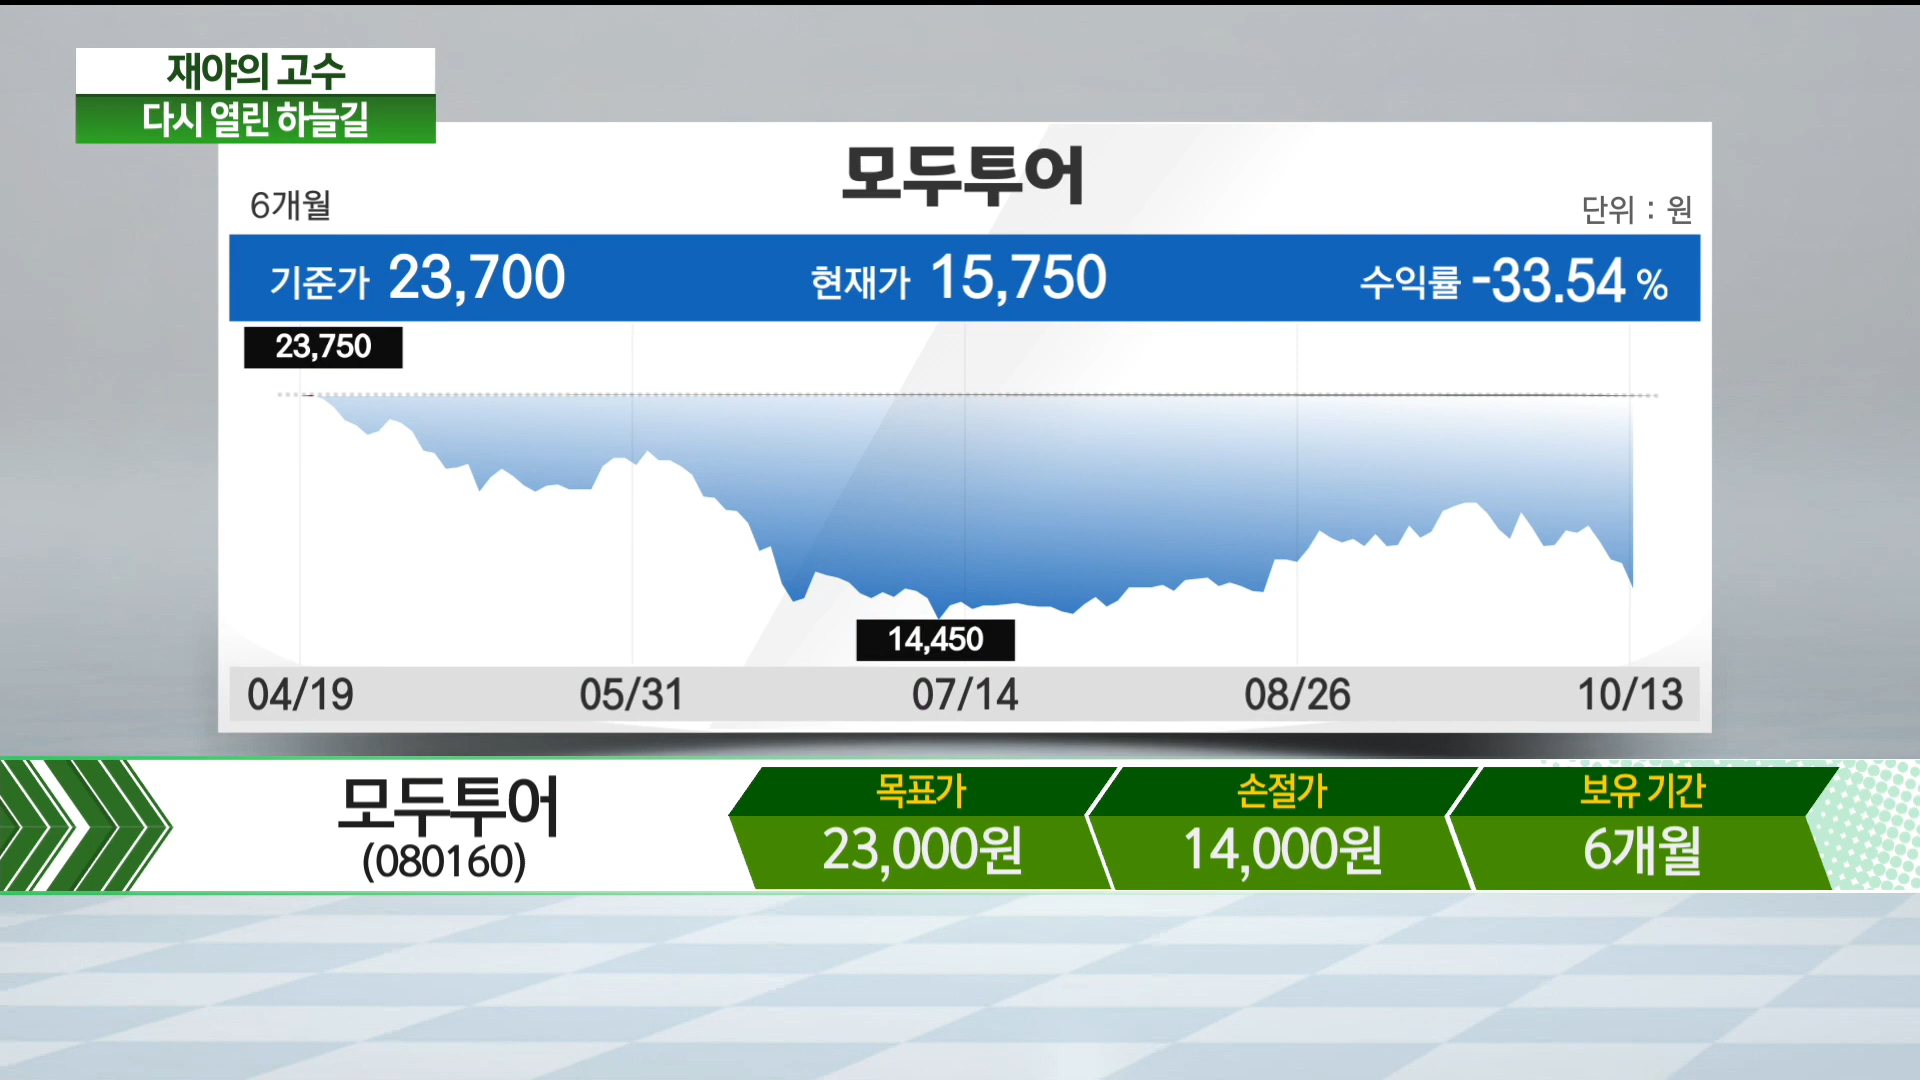 재야의 고수
다시 열린 하늘길
모두투어
6개월
단위 : 원
기준가 23,700 현재가 15,750 수익률 -33.54 %
23,750
14,450
04/19 05/31 07/14 08/26 10/13
모두투어
(080160)
목표가 손절가 보유 기간
23,000원 14,000원 6개월